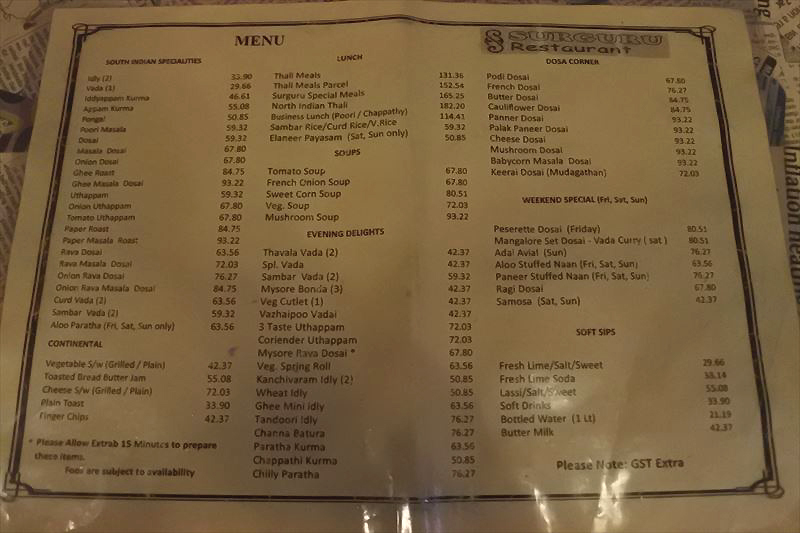 MENU
SOUTH INDIAN SPECIALITIES
Idly (2) 33.90
Vada (1) 29.66
Iddyappam Kurma 46.61
Appam Kurma 55.08
Pongal 50.85
Poori Masala 59.32
Dosai 59.32
Masala Dosai 67.80
Onion Dosai 67.80
Ghee Roast 84.75
Ghee Masala Dosai 93.22
Uthappam 59.32
Onion Uthappam 67.80
Tomato Uthappam 67.80
Paper Roast 84.75
Paper Masala Roast 93.22
Rava Dosai 63.56
Rava Masala Dosai 72.03
Onion Rava Dosai 76.27
Onion Rava Masala Dosai 84.75
Curd Vada (2) 63.56
Sambar Vada (2) 59.32
Aloo Paratha (Fri, Sat, Sun only) 63.56
CONTINENTAL
Vegetable S/w (Grilled / Plain) 42.37
Toasted Bread Butter Jam 55.08
Cheese S/w (Grilled / Plain) 72.03
Plain Toast 33.90
Finger Chips 42.37
* Please Allow Extrab 15 Minutes to prepare
these items.
Foos are subject to availability
LUNCH
Thali Meals 131.36
Thali Meals Parcel 152.54
Surguru Special Meals 165.25
North Indian Thali 182.20
Business Lunch (Poori / Chappathy) 114.41
Sambar Rice/Curd Rice/V.Rice 59.32
Elaneer Payasam (Sat, Sun only) 50.85
SOUPS
Tomato Soup 67.80
French Onion Soup 67.80
Sweet Corn Soup 80.51
Veg. Soup 72.03
Mushroom Soup 93.22
EVENING DELIGHTS
Thavala Vada (2) 42.37
Spl. Vada 42.37
Sambar Vada (2) 59.32
Mysore Bonda (3) 42.37
Veg Cutlet (1) 42.37
Vazhaipoo Vadai 42.37
3 Taste Uthappam 72.03
Coriender Uthappam 72.03
Mysore Rava Dosai * 67.80
Veg. Spring Roll 63.56
Kanchivaram Idly (2) 50.85
Wheat Idly 50.85
Ghee Mini Idly 63.56
Tandoori Idly 76.27
Channa Batura 76.27
Paratha Kurma 63.56
Chappathi Kurma 50.85
Chilly Paratha 76.27
SURGURU
Restaurant
DOSA CORNER
Podi Dosai 67.80
French Dosai 76.27
Butter Dosai 84.75
Cauliflower Dosai 84.75
Panner Dosai 93.22
Palak Paneer Dosai 93.22
Cheese Dosai 93.22
Mushroom Dosai 93.22
Babycorn Masala Dosai 93.22
Keerai Dosai (Mudagathan) 72.03
WEEKEND SPECIAL (Fri, Sat, Sun)
Peserette Dosai (Friday) 80.51
Mangalore Set Dosai - Vada Curry ( sat ) 80.51
Adai Avial (Sun) 76.27
Aloo Stuffed Naan (Fri, Sat, Sun) 63.56
Paneer Stuffed Naan (Fri, Sat, Sun) 76.27
Ragi Dosai 67.80
Samosa (Sat, Sun) 42.37
SOFT SIPS
Fresh Lime/Salt/Sweet 29.66
Fresh Lime Soda 38.14
Lassi/Salt/Sweet 55.08
Soft Drinks 33.90
Bottled Water (1 Lt) 21.19
Butter Milk 42.37
Please Note: GST Extra